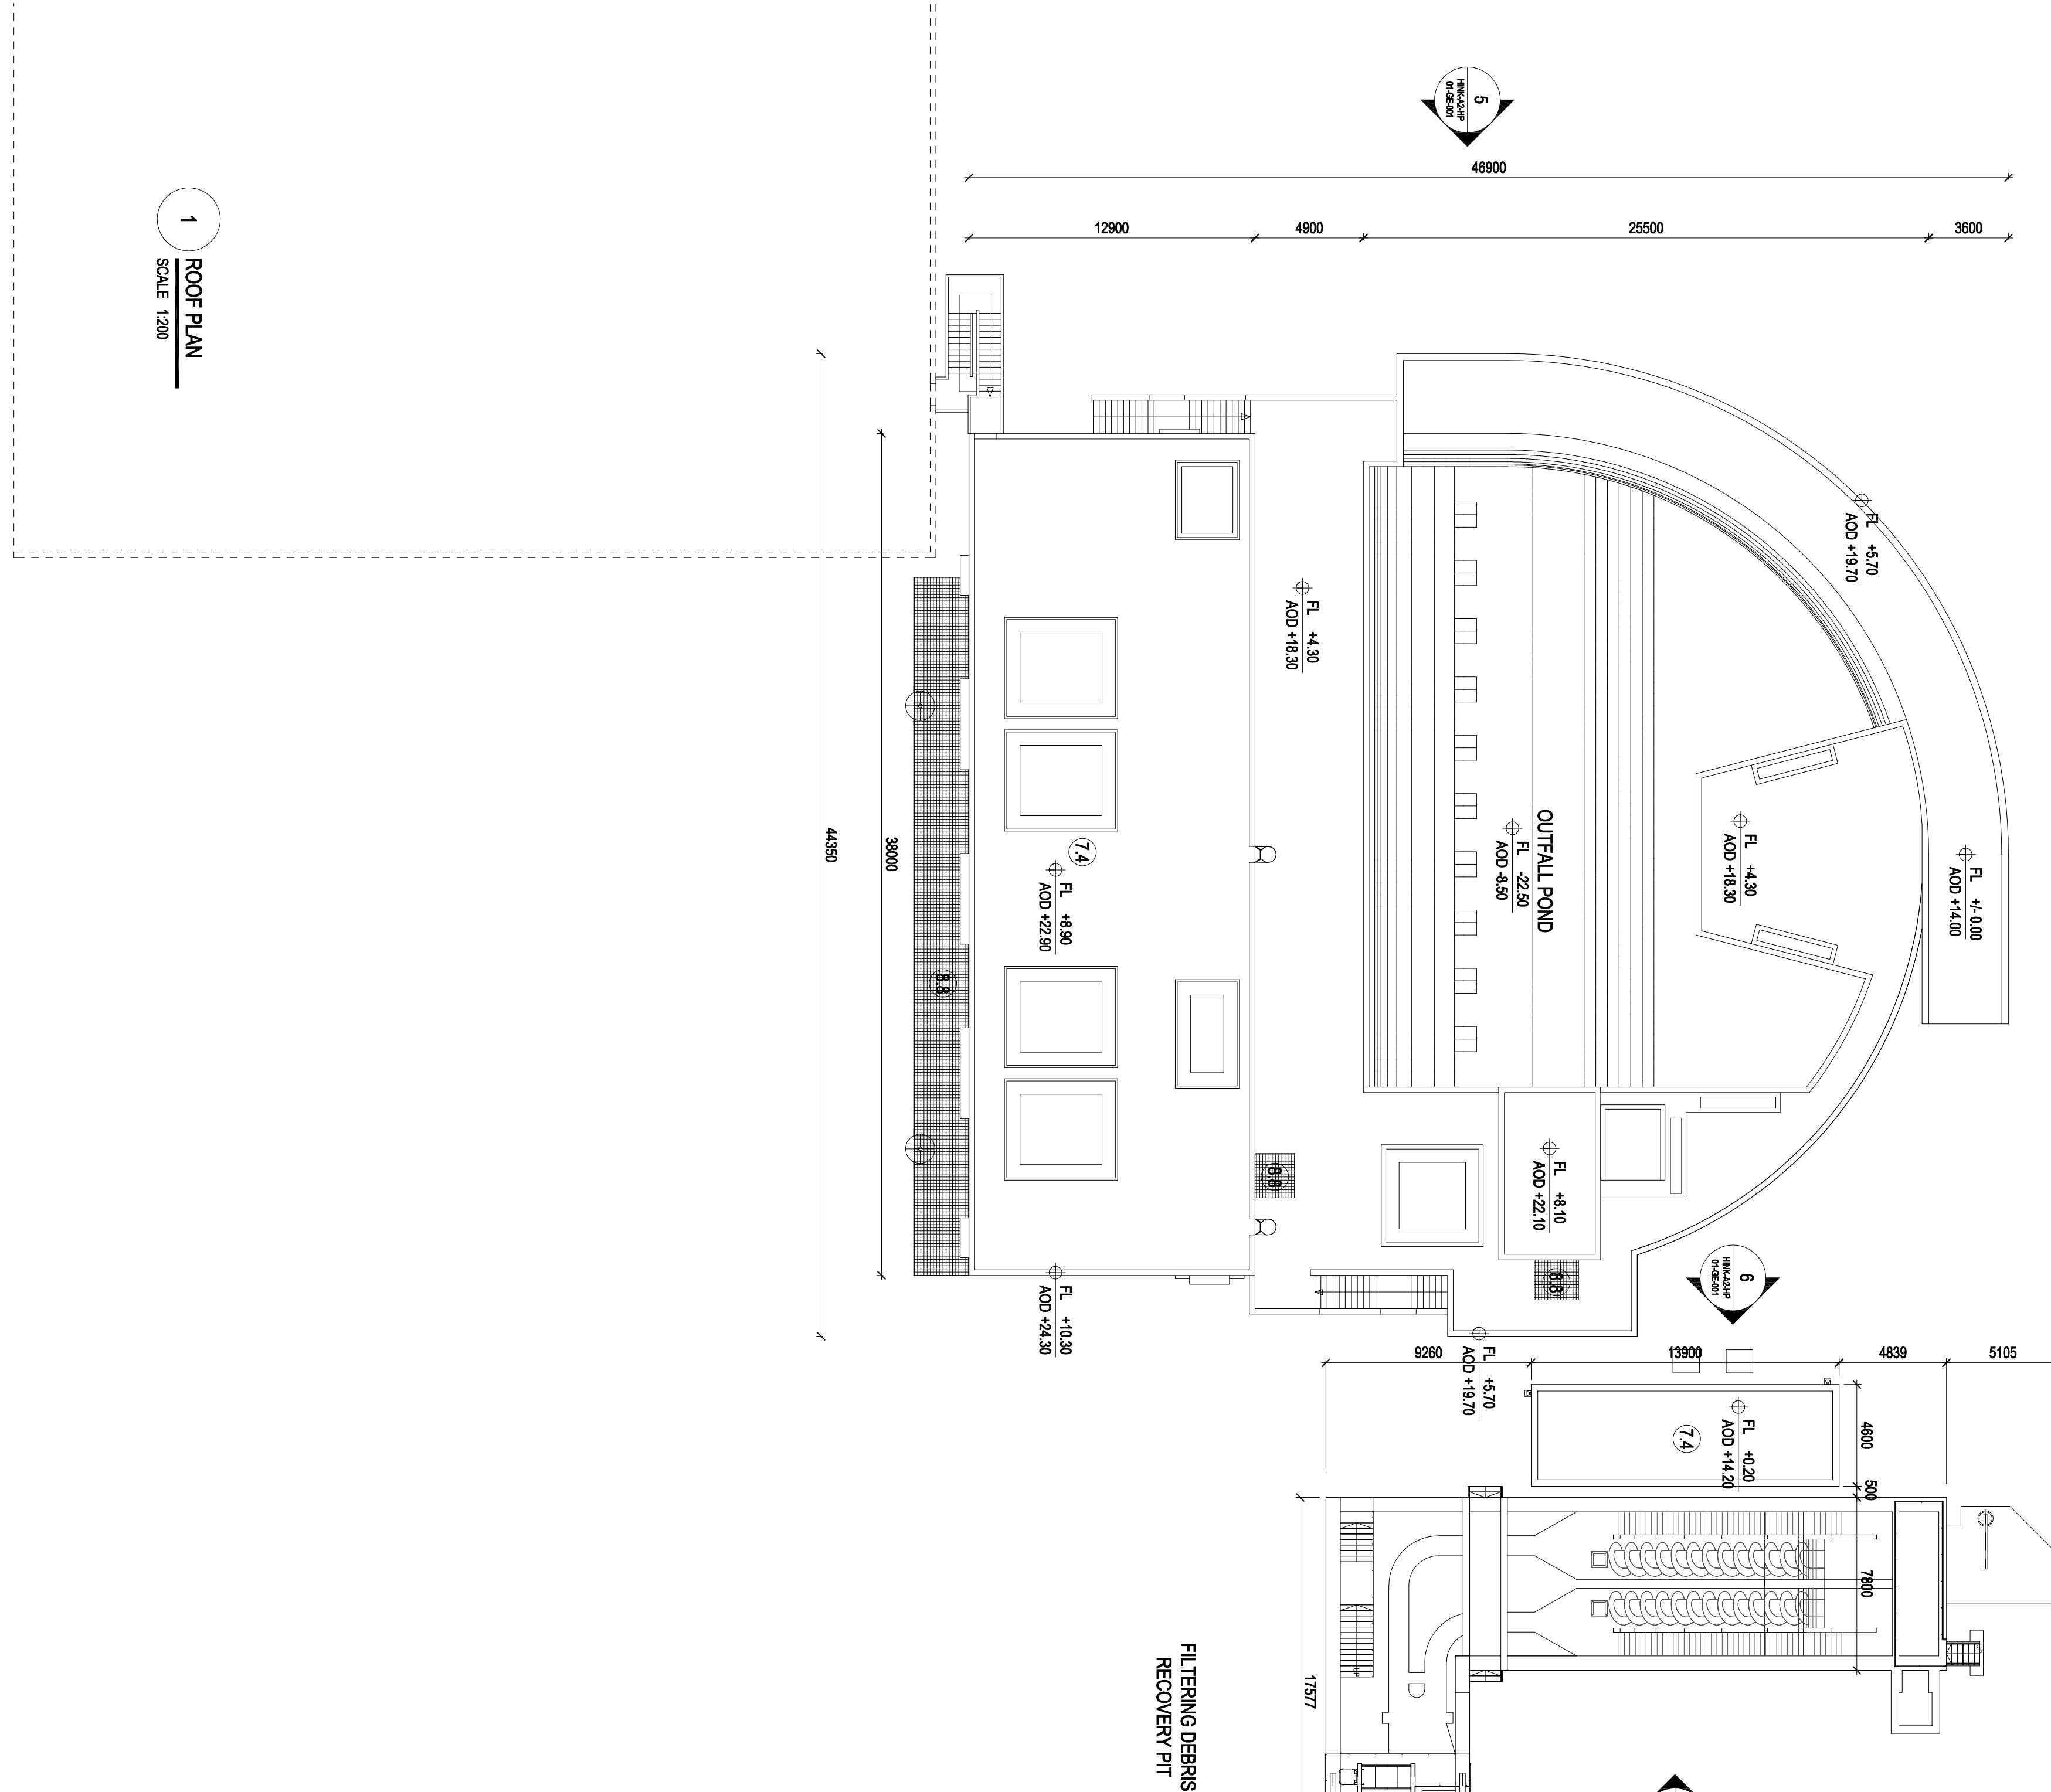 5
HINK-A2-HP
01-GE-001
46900
12900
4900
25500
3600
1
ROOF PLAN
SCALE 1:200
FL +5.70
AOD +19.70
FL +4.30
AOD +18.30
44350
38000
7.4
FL +8.90
AOD +22.90
OUTFALL POND
FL -22.50
AOD -8.50
FL +4.30
AOD +18.30
FL +/- 0.00
AOD +14.00
8.8
8.8
FL +8.10
AOD +22.10
8.8
6
HINK-A2-HP
01-GE-001
FL +10.30
AOD +24.30
FL +5.70
AOD +19.70
9260
13900
4839
5105
7.4
FL +0.20
AOD +14.20
4600
500
7800
17577
UP
UP
FILTERING DEBRIS
RECOVERY PIT